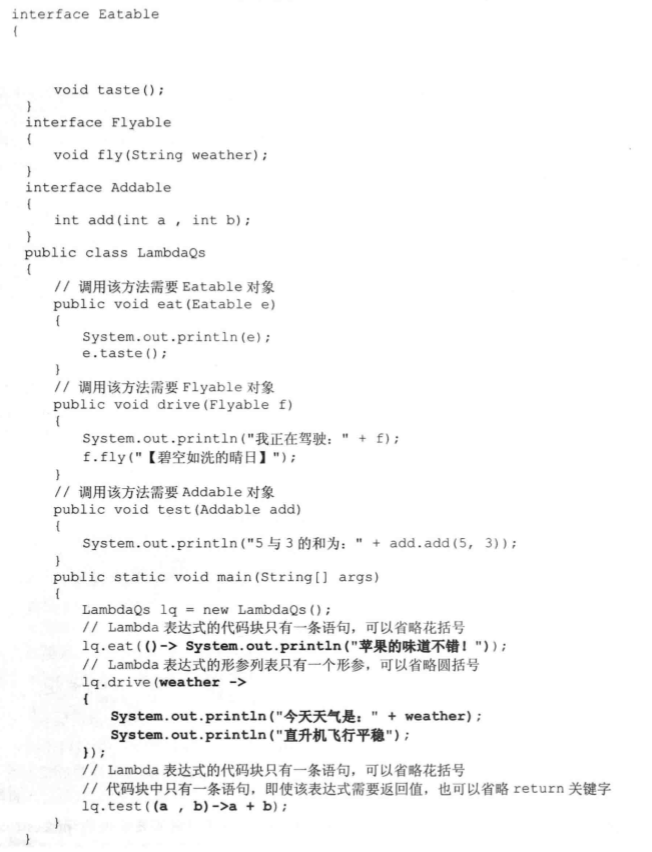 interface Eatable
{
void taste();
}
interface Flyable
{
void fly(String weather);
}
interface Addable
{
int add(int a , int b);
}
public class LambdaQs
{
// 调用该方法需要 Eatable 对象
public void eat(Eatable e)
{
System.out.println(e);
e.taste();
}
// 调用该方法需要 Flyable 对象
public void drive(Flyable f)
{
System.out.println("我正在驾驶：" + f);
f.fly("【碧空如洗的晴日】");
}
// 调用该方法需要 Addable 对象
public void test(Addable add)
{
System.out.println("5 与 3 的和为：" + add.add(5, 3));
}
public static void main(String[] args)
{
LambdaQs lq = new LambdaQs();
// Lambda 表达式的代码块只有一条语句，可以省略花括号
lq.eat(()-> System.out.println("苹果的味道不错！"));
// Lambda 表达式的形参列表只有一个形参，可以省略圆括号
lq.drive(weather ->
{
System.out.println("今天天气是：" + weather);
System.out.println("直升机飞行平稳");
});
// Lambda 表达式的代码块只有一条语句，可以省略花括号
// 代码块中只有一条语句，即使该表达式需要返回值，也可以省略 return 关键字
lq.test((a , b)->a + b);
}
}